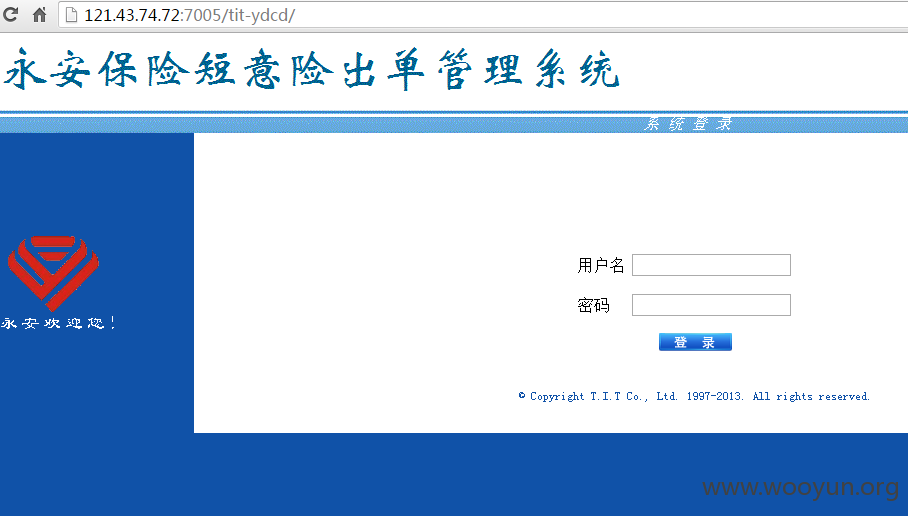 121.43.74.72:7005/tit-ydcd/
永安保险短意险出单管理系统
系统登录
用户名
密码
登 录
永安欢迎您!
© Copyright T.I.T Co., Ltd. 1997-2013. All rights reserved.
www.wooyun.org